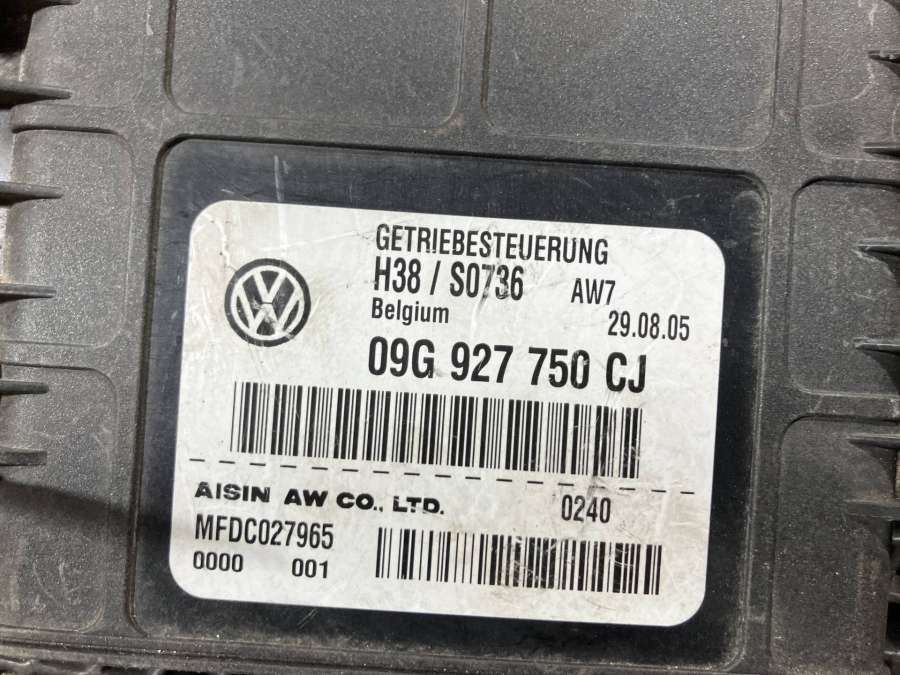 GETRIEBESTEUERUNG
H38 / S0736 AW7
Belgium 29.08.05
09G 927 750 CJ
AISIN AW CO., LTD. 0240
MFDC027965
0000 001